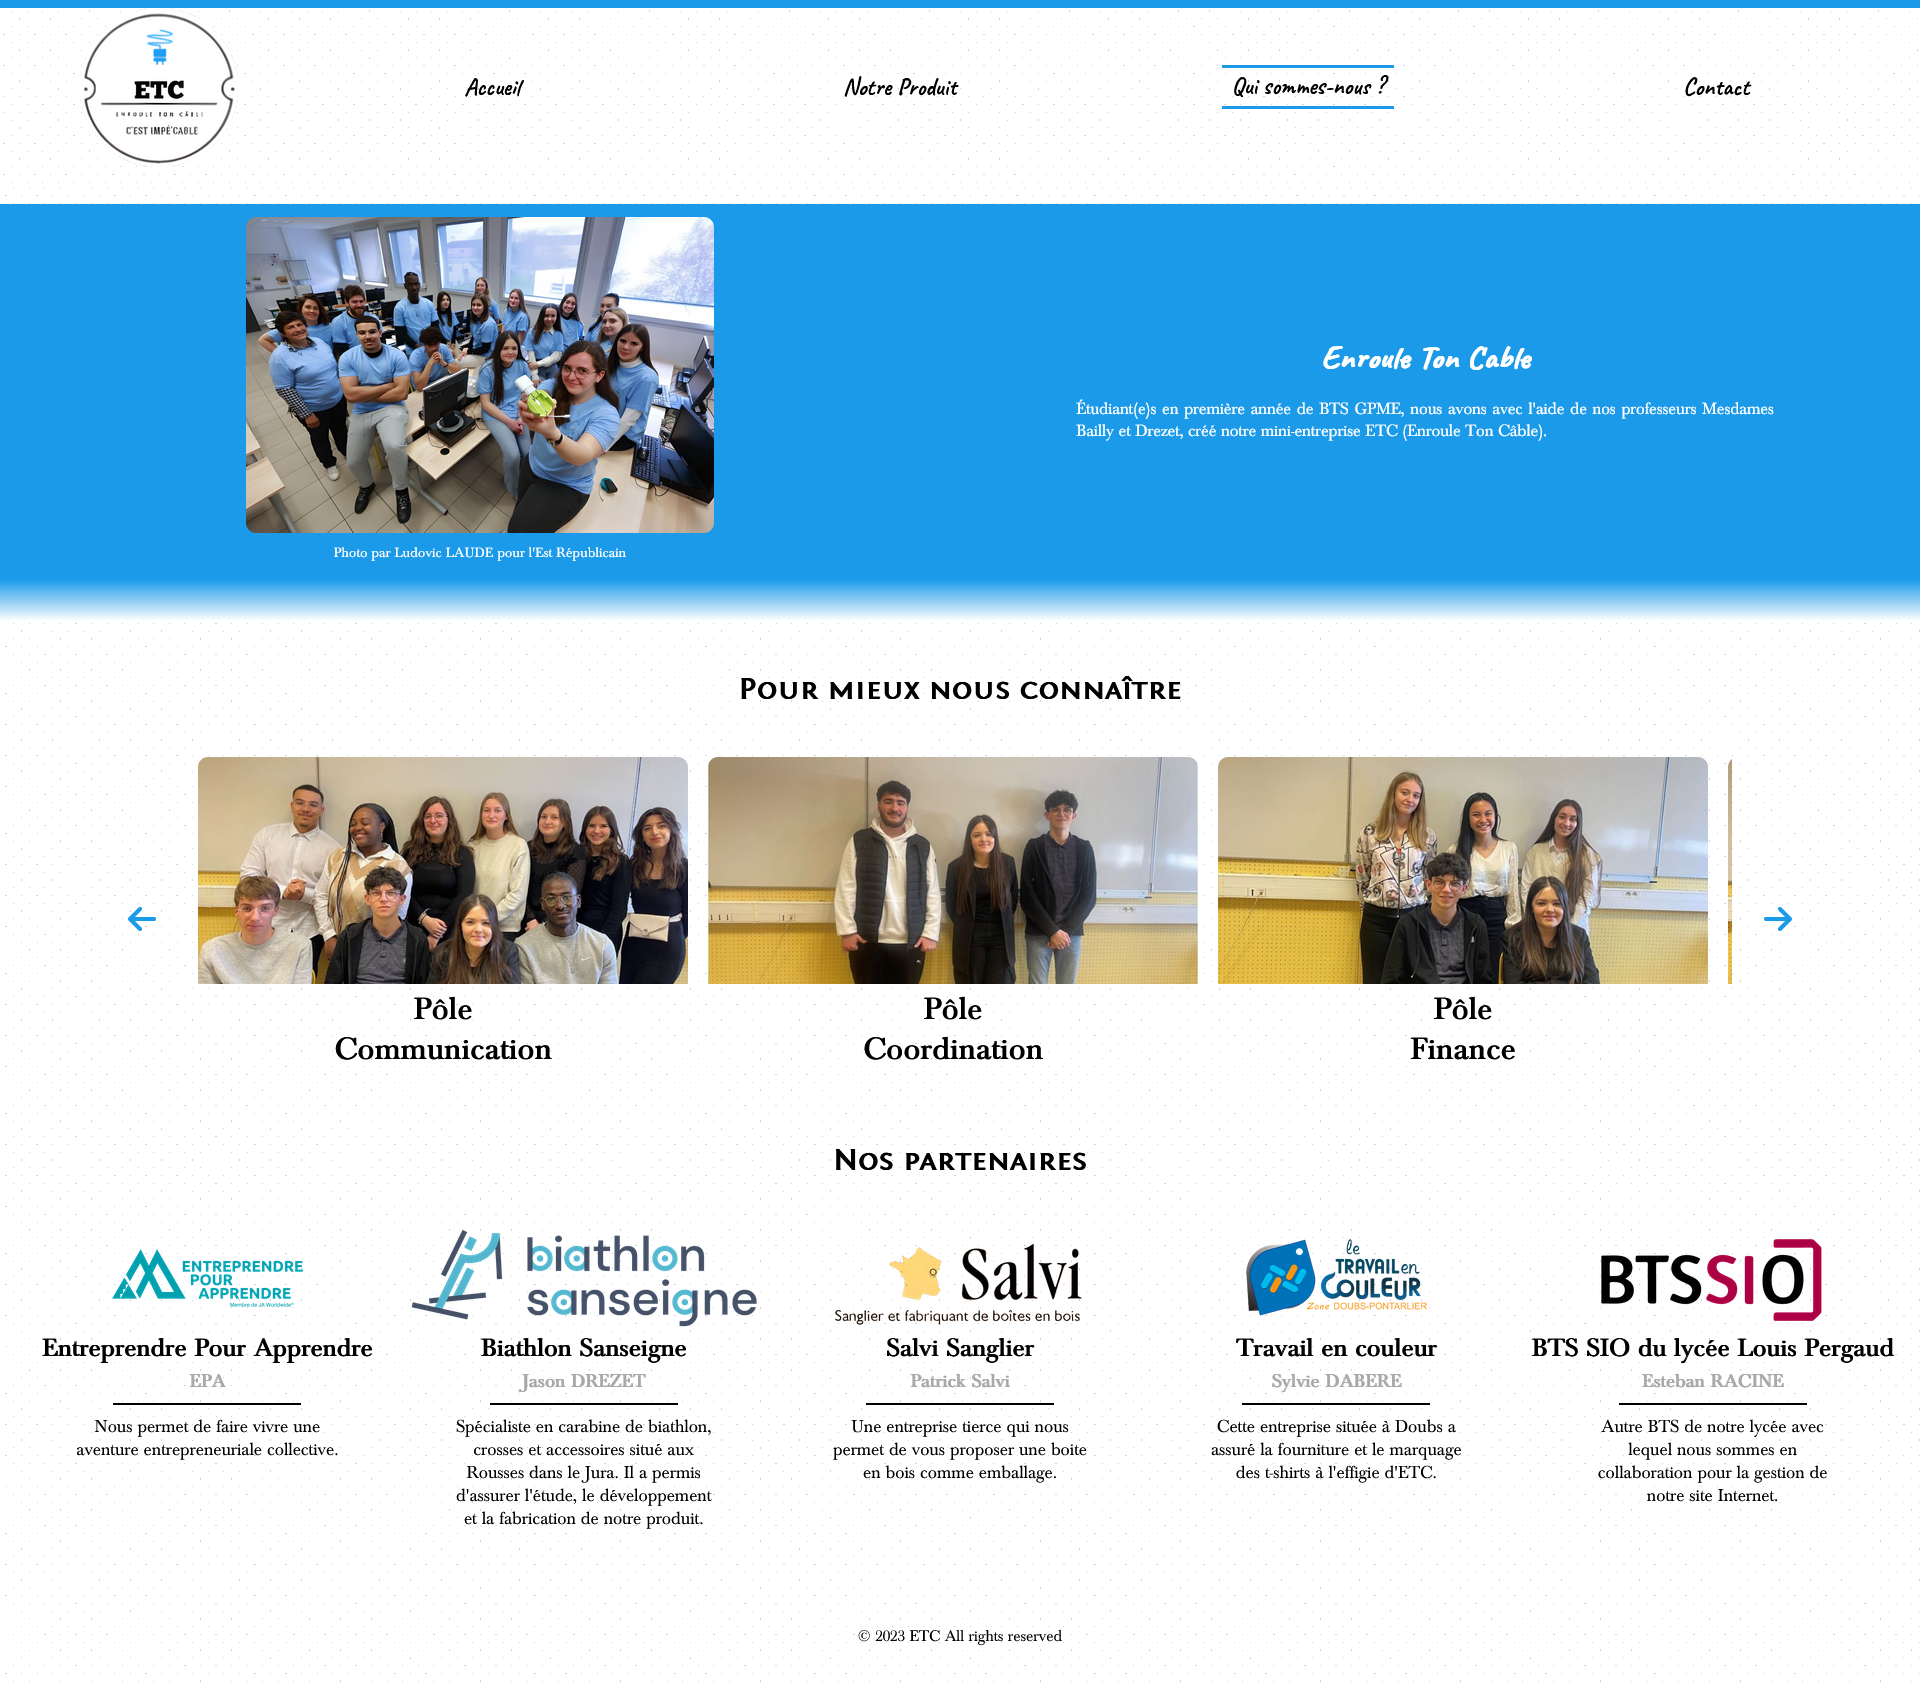 ETC
ENROULE TON CÂBLE
C'EST IMPÉ'CABLE
Accueil
Notre Produit
Qui sommes-nous ?
Contact
Enroule Ton Cable
Étudiant(e)s en première année de BTS GPME, nous avons avec l'aide de nos professeurs Mesdames
Bailly et Drezet, créé notre mini-entreprise ETC (Enroule Ton Câble).
Photo par Ludovic LAUDE pour l'Est Républicain
Pour mieux nous connaître
Pôle
Communication
Pôle
Coordination
Pôle
Finance
Nos partenaires
ENTREPRENDRE
POUR
APPRENDRE
Membre de JA Worldwide®
Entreprendre Pour Apprendre
EPA
Nous permet de faire vivre une
aventure entrepreneuriale collective.
biathlon
sanseigne
Biathlon Sanseigne
Jason DREZET
Spécialiste en carabine de biathlon,
crosses et accessoires situé aux
Rousses dans le Jura. Il a permis
d'assurer l'étude, le développement
et la fabrication de notre produit.
Salvi
Sanglier et fabriquant de boîtes en bois
Salvi Sanglier
Patrick Salvi
Une entreprise tierce qui nous
permet de vous proposer une boite
en bois comme emballage.
le
TRAVAIL en
COULEUR
Zone DOUBS-PONTARLIER
Travail en couleur
Sylvie DABERE
Cette entreprise située à Doubs a
assuré la fourniture et le marquage
des t-shirts à l'effigie d'ETC.
BTSSIO
BTS SIO du lycée Louis Pergaud
Esteban RACINE
Autre BTS de notre lycée avec
lequel nous sommes en
collaboration pour la gestion de
notre site Internet.
© 2023 ETC All rights reserved